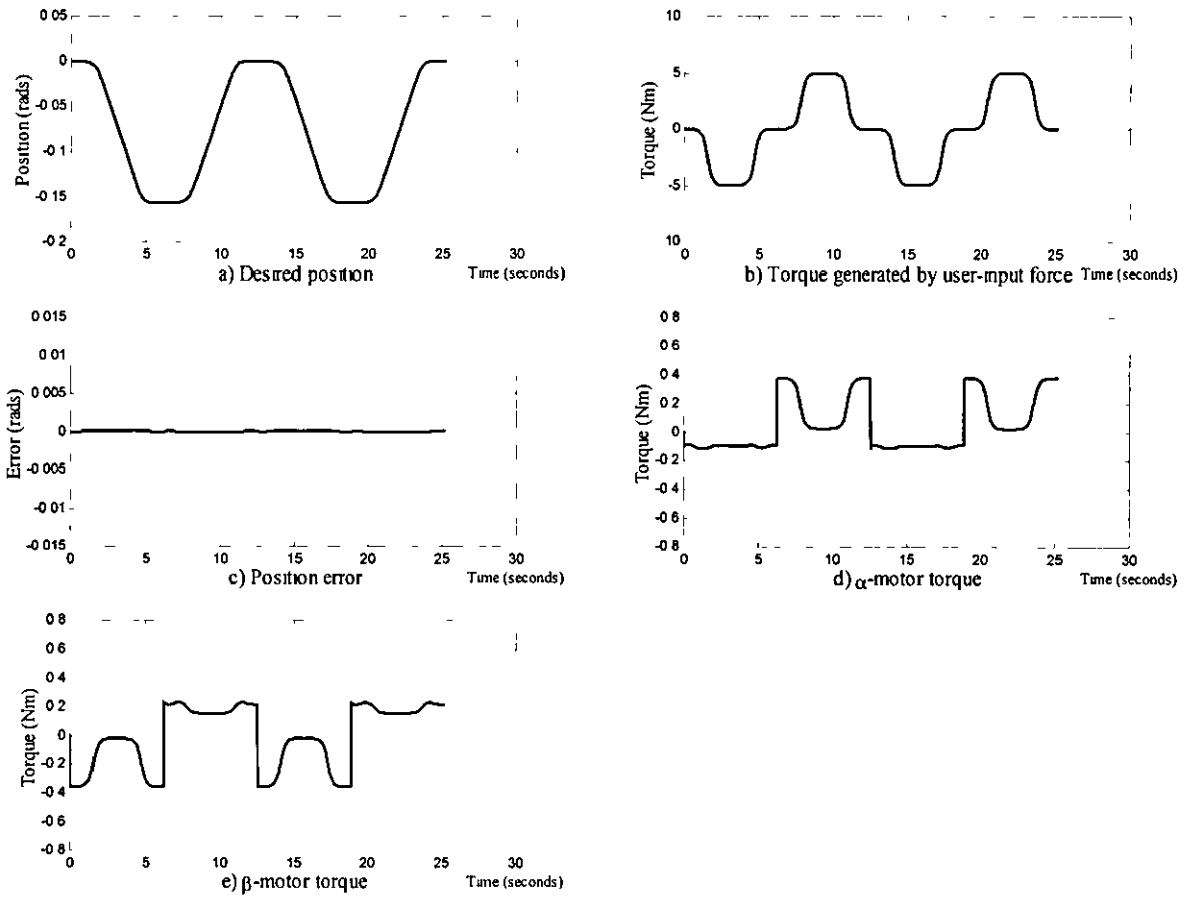 0 05
0
-0 05
-0 1
-0 15
-0 2
Position (rads)
0 5 10 15 20 25 30
a) Desired position
Time (seconds)
10
5
0
-5
10
Torque (Nm)
0 5 10 15 20 25 30
b) Torque generated by user-input force
Time (seconds)
0 015
0 01
0 005
0
-0 005
-0 01
-0 015
Error (rads)
0 5 10 15 20 25 30
c) Position error
Time (seconds)
0 8
0 6
0 4
0 2
0
-0 2
-0 4
-0 6
-0 8
Torque (Nm)
0 5 10 15 20 25 30
d) α-motor torque
Time (seconds)
0 8
0 6
0 4
0 2
0
-0 2
-0 4
-0 6
-0 8
Torque (Nm)
0 5 10 15 20 25 30
e) β-motor torque
Time (seconds)